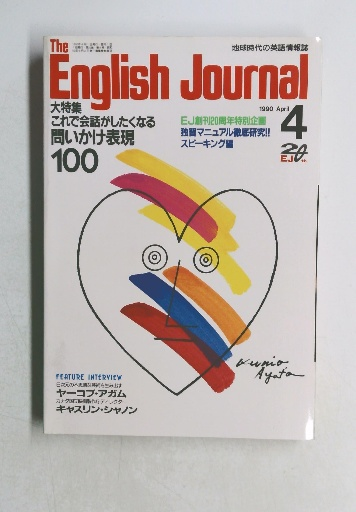 地球時代の英語情報誌
The
English Journal
1990 April
4
大特集
これで会話がしたくなる
問いかけ表現
100
EJ創刊20周年特別企画
独習マニュアル徹底研究!!
スピーキング編
20
EJ
Kunio
Ayata
FEATURE INTERVIEW
ヤーコブ・アガム
キャスリン・シャノン